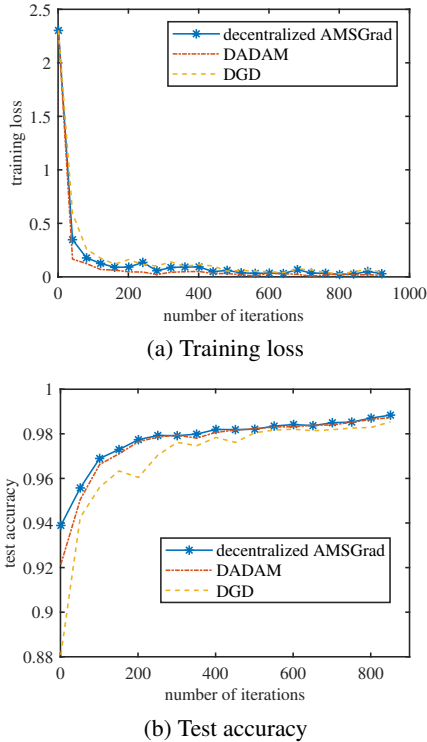 2.5
2
1.5
1
0.5
0
training loss
decentralized AMSGrad
DADAM
DGD
0 200 400 600 800 1000
number of iterations
(a) Training loss
1
0.98
0.96
0.94
0.92
0.9
0.88
test accuracy
decentralized AMSGrad
DADAM
DGD
0 200 400 600 800
number of iterations
(b) Test accuracy